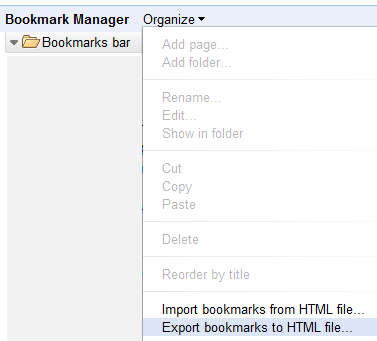 Bookmark Manager Organize
Bookmarks bar
Add page...
Add folder...
Rename...
Edit...
Show in folder
Cut
Copy
Paste
Delete
Reorder by title
Import bookmarks from HTML file...
Export bookmarks to HTML file...